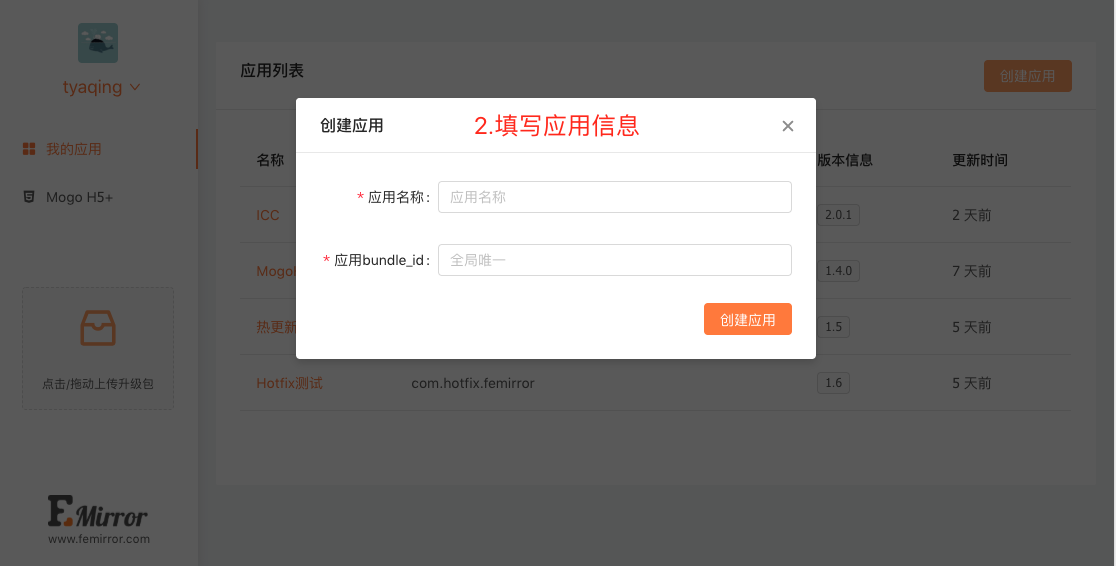 tyaqing
我的应用
Mogo H5+
点击/拖动上传升级包
F.Mirror
www.femirror.com
应用列表
创建应用
创建应用
2.填写应用信息
* 应用名称:
应用名称
* 应用bundle_id:
全局唯一
创建应用
名称 版本信息 更新时间
ICC 2.0.1 2 天前
Mogo 1.4.0 7 天前
热更新 1.5 5 天前
Hotfix测试 com.hotfix.femirror 1.6 5 天前